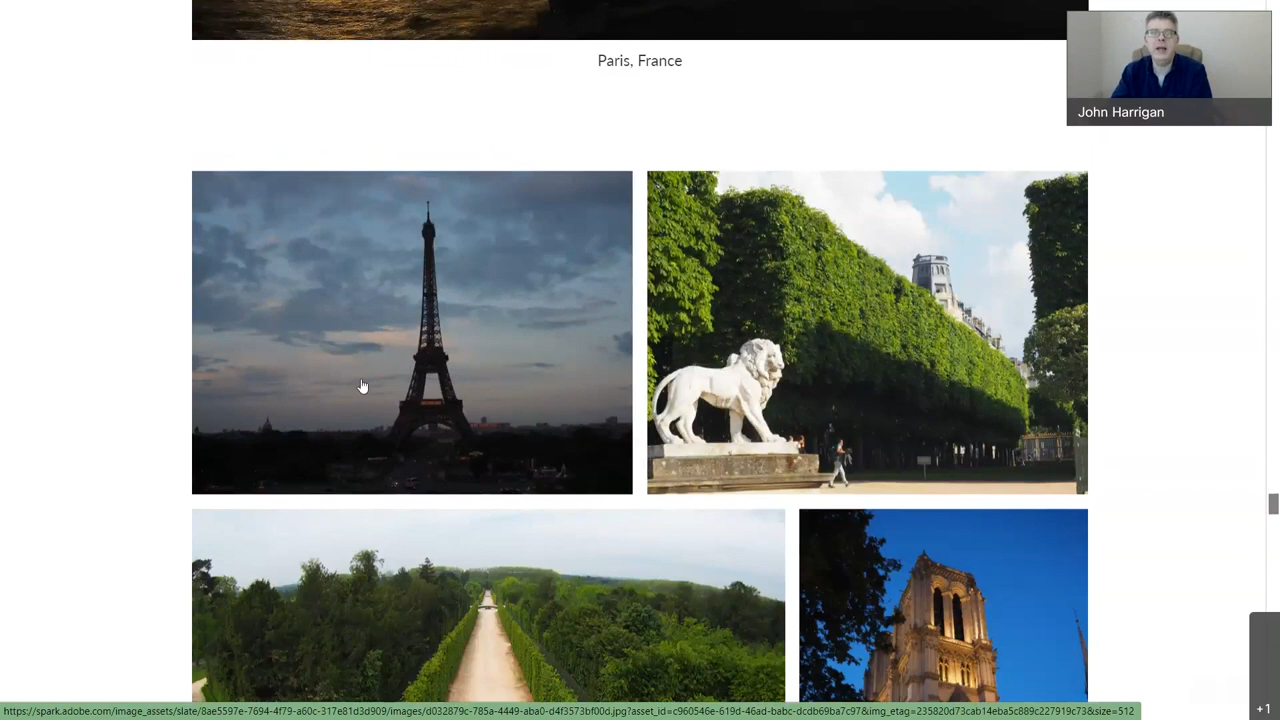 Paris, France
John Harrigan
+1
https://spark.adobe.com/image_assets/slate/8ae5597e-7694-4f79-a60c-317e81d3d909/images/d032879c-785a-4449-aba0-d4f3573bf00d.jpg?asset_id=c960546e-619d-46ad-babc-dcdb69ba7c97&img_etag=235820d73cab14eba5c889c227919c73&size=512